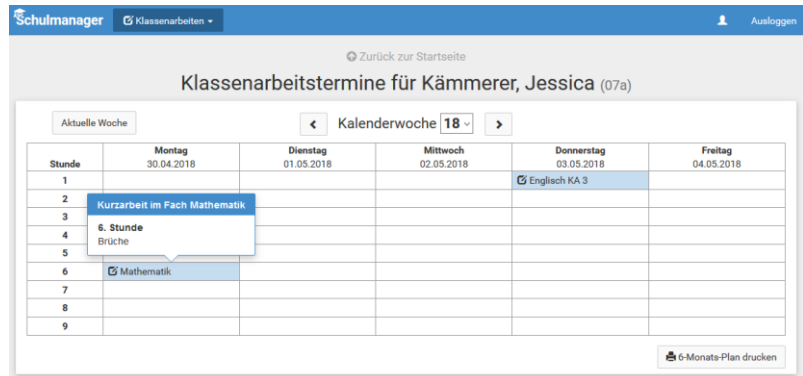 Schulmanager Klassenarbeiten Ausloggen
Zurück zur Startseite
Klassenarbeitstermine für Kämmerer, Jessica (07a)
Aktuelle Woche Kalenderwoche 18
Stunde Montag 30.04.2018 Dienstag 01.05.2018 Mittwoch 02.05.2018 Donnerstag 03.05.2018 Freitag 04.05.2018
1 Englisch KA 3
2
Kurzarbeit im Fach Mathematik
3
6. Stunde
4
Brüche
5
6 Mathematik
7
8
9
6-Monats-Plan drucken